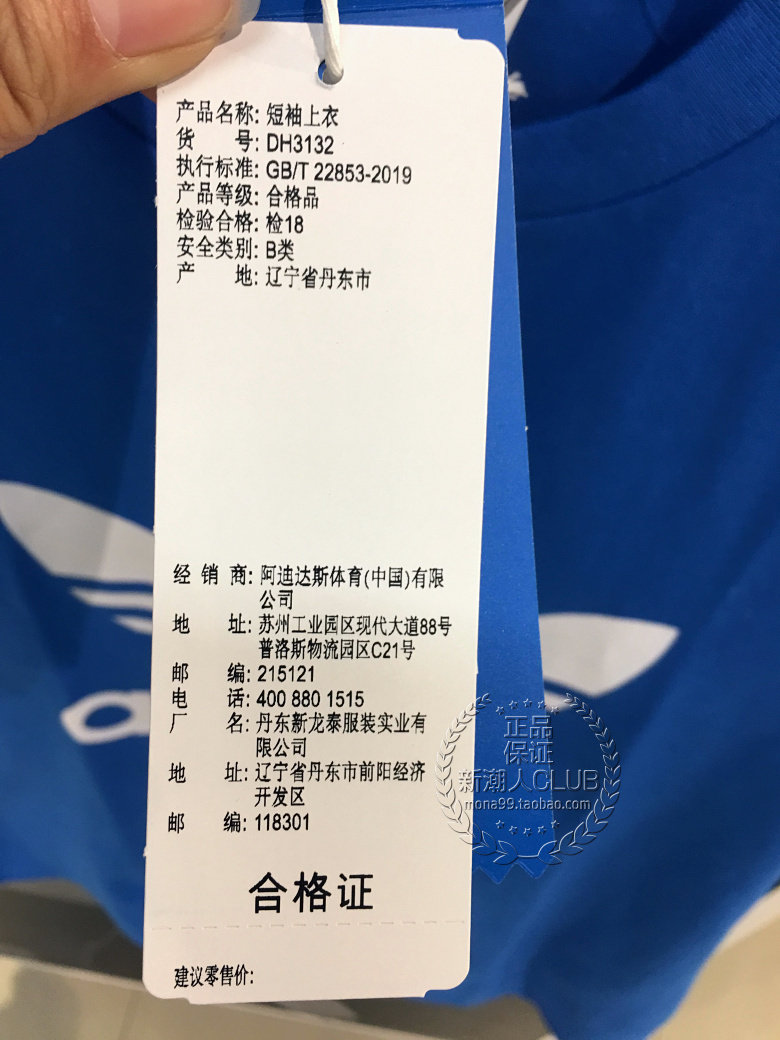 产品名称: 短袖上衣
货 号: DH3132
执行标准: GB/T 22853-2019
产品等级: 合格品
检验合格: 检18
安全类别: B类
产 地: 辽宁省丹东市
经 销 商: 阿迪达斯体育(中国)有限
公司
地 址: 苏州工业园区现代大道88号
普洛斯物流园区C21号
邮 编: 215121
电 话: 400 880 1515
厂 名: 丹东新龙泰服装实业有
限公司
地 址: 辽宁省丹东市前阳经济
开发区
邮 编: 118301
合格证
建议零售价:
正品
保证
新潮人CLUB
mona99.taobao.com